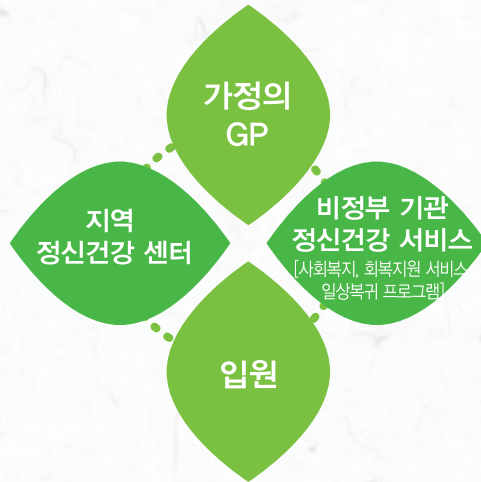 가정의
GP
지역
정신건강 센터
비정부 기관
정신건강 서비스
[사회복지, 회복지원 서비스
일상복귀 프로그램]
입원